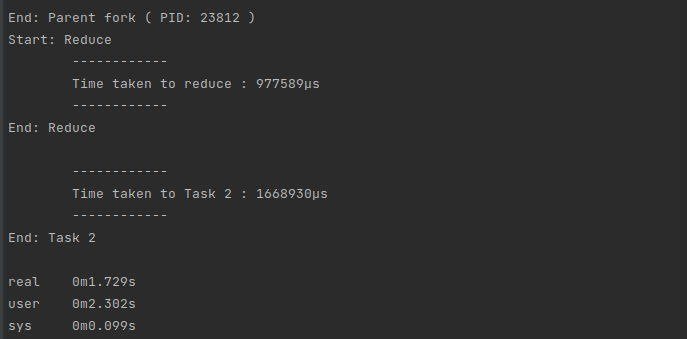 End: Parent fork ( PID: 23812 )
Start: Reduce
------------
Time taken to reduce : 977589µs
------------
End: Reduce
------------
Time taken to Task 2 : 1668930µs
------------
End: Task 2
real 0m1.729s
user 0m2.302s
sys 0m0.099s